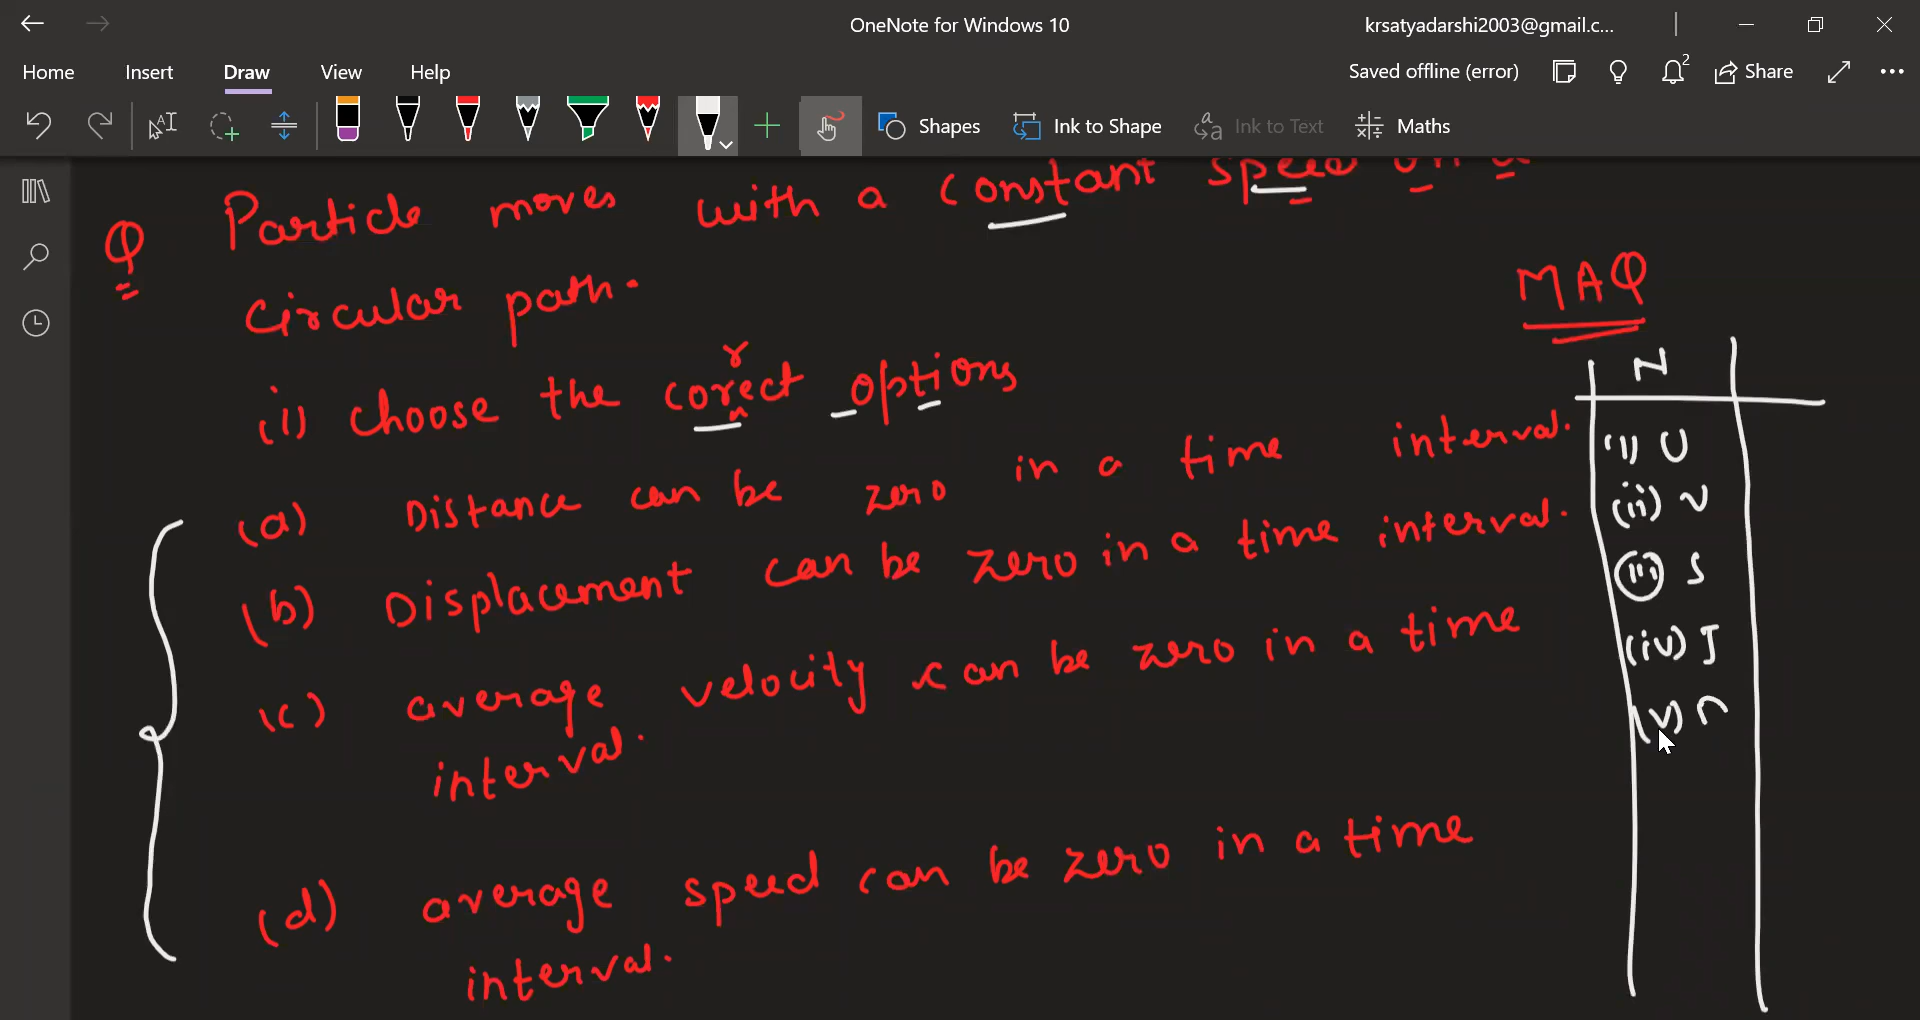 OneNote for Windows 10
krsatyadarshi2003@gmail.c...
Home Insert Draw View Help
Saved offline (error) 2 Share
Shapes Ink to Shape Ink to Text Maths
Q Particle moves with a constant speed on a
Circular path.
MAQ
(i) choose the correct options
N
(a) Distance can be zero in a time interval.
(b) Displacement can be zero in a time interval.
(c) average velocity can be zero in a time
interval.
(d) average speed can be zero in a time
interval.
(i) U
(ii) V
(iii) S
(iv) J
(v) n